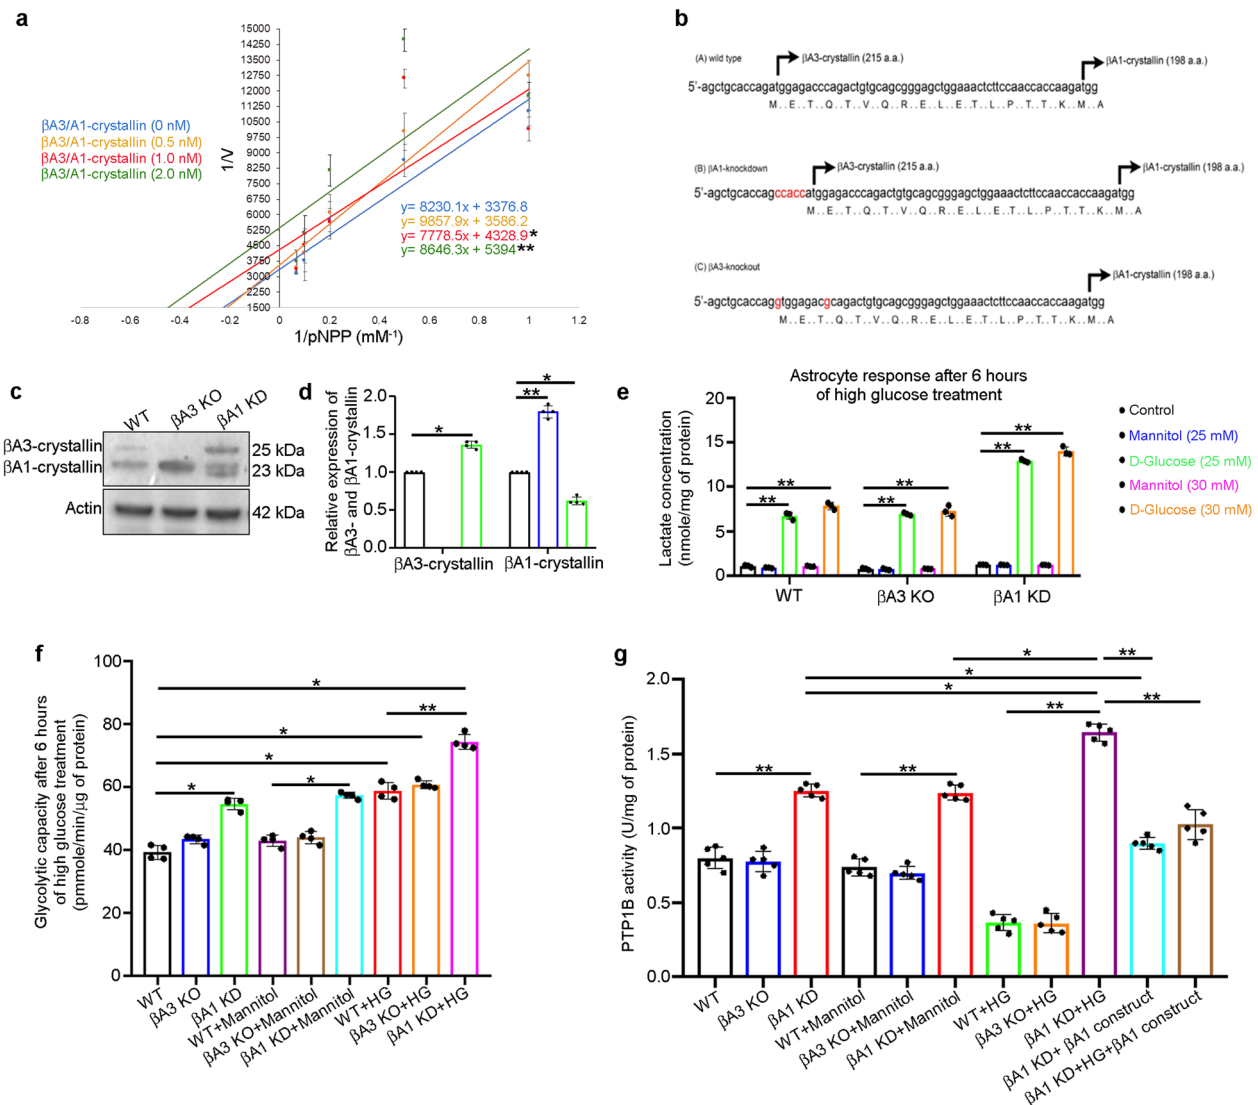 a
15000
14250
13500
12750
12000
11250
10500
9750
9000
8250
7500
6750
6000
5250
4500
3750
3000
2250
1500
1/V
βA3/A1-crystallin (0 nM)
βA3/A1-crystallin (0.5 nM)
βA3/A1-crystallin (1.0 nM)
βA3/A1-crystallin (2.0 nM)
y= 8230.1x + 3376.8
y= 9857.9x + 3586.2
y= 7778.5x + 4328.9*
y= 8646.3x + 5394**
-0.8 -0.6 -0.4 -0.2 0 0.2 0.4 0.6 0.8 1 1.2
1/pNPP (mM-1)
b
(A) wild type
βA3-crystallin (215 a.a.)
βA1-crystallin (198 a.a.)
5'-agctgcaccagatggagacccagactgtgcagcgggagctggaaactcttccaaccaccaagatgg
M..E..T..Q..T..V..Q..R..E..L..E..T..L..P..T..T..K..M..A
(B) βA1-knockdown
βA3-crystallin (215 a.a.)
βA1-crystallin (198 a.a.)
5'-agctgcaccagccaccatggagacccagactgtgcagcgggagctggaaactcttccaaccaccaagatgg
M..E..T..Q..T..V..Q..R..E..L..E..T..L..P..T..T..K...M...A
(C) βA3-knockout
βA1-crystallin (198 a.a.)
5'-agctgcaccaggtggagacgcagactgtgcagcgggagctggaaactcttccaaccaccaagatgg
M..E..T..Q..T..V..Q..R..E..L..E..T..L..P..T..T..K...M...A
c
WT βA3 KO βA1 KD
βA3-crystallin 25 kDa
βA1-crystallin 23 kDa
Actin 42 kDa
d
Relative expression of
βA3- and βA1-crystallin
2.0
1.5
1.0
0.5
0.0
*
*
**
βA3-crystallin βA1-crystallin
e
Astrocyte response after 6 hours
of high glucose treatment
Lactate concentration
(nmole/mg of protein)
20
15
10
5
0
** ** **
** ** **
WT βA3 KO βA1 KD
Control
Mannitol (25 mM)
D-Glucose (25 mM)
Mannitol (30 mM)
D-Glucose (30 mM)
f
Glycolytic capacity after 6 hours
of high glucose treatment
(pmmole/min/μg of protein)
100
80
60
40
20
0
*
**
*
*
* *
WT
βA3 KO
βA1 KD
WT+Mannitol
βA3 KO+Mannitol
βA1 KD+Mannitol
WT+HG
βA3 KO+HG
βA1 KD+HG
g
PTP1B activity (U/mg of protein)
2.0
1.5
1.0
0.5
0.0
* **
*
*
**
**
** **
WT
βA3 KO
βA1 KD
WT+Mannitol
βA3 KO+Mannitol
βA1 KD+Mannitol
WT+HG
βA3 KO+HG
βA1 KD+HG
βA1 KD+ βA1 construct
βA1 KD+HG+βA1 construct